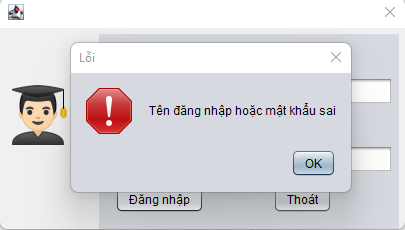 Lỗi
Tên đăng nhập hoặc mật khẩu sai
OK
Đăng nhập
Thoát